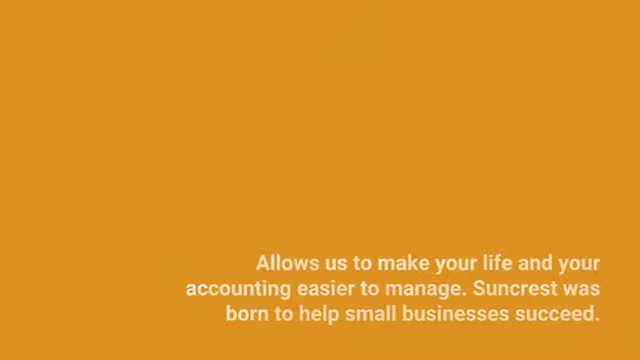 Allows us to make your life and your
accounting easier to manage. Suncrest was
born to help small businesses succeed.